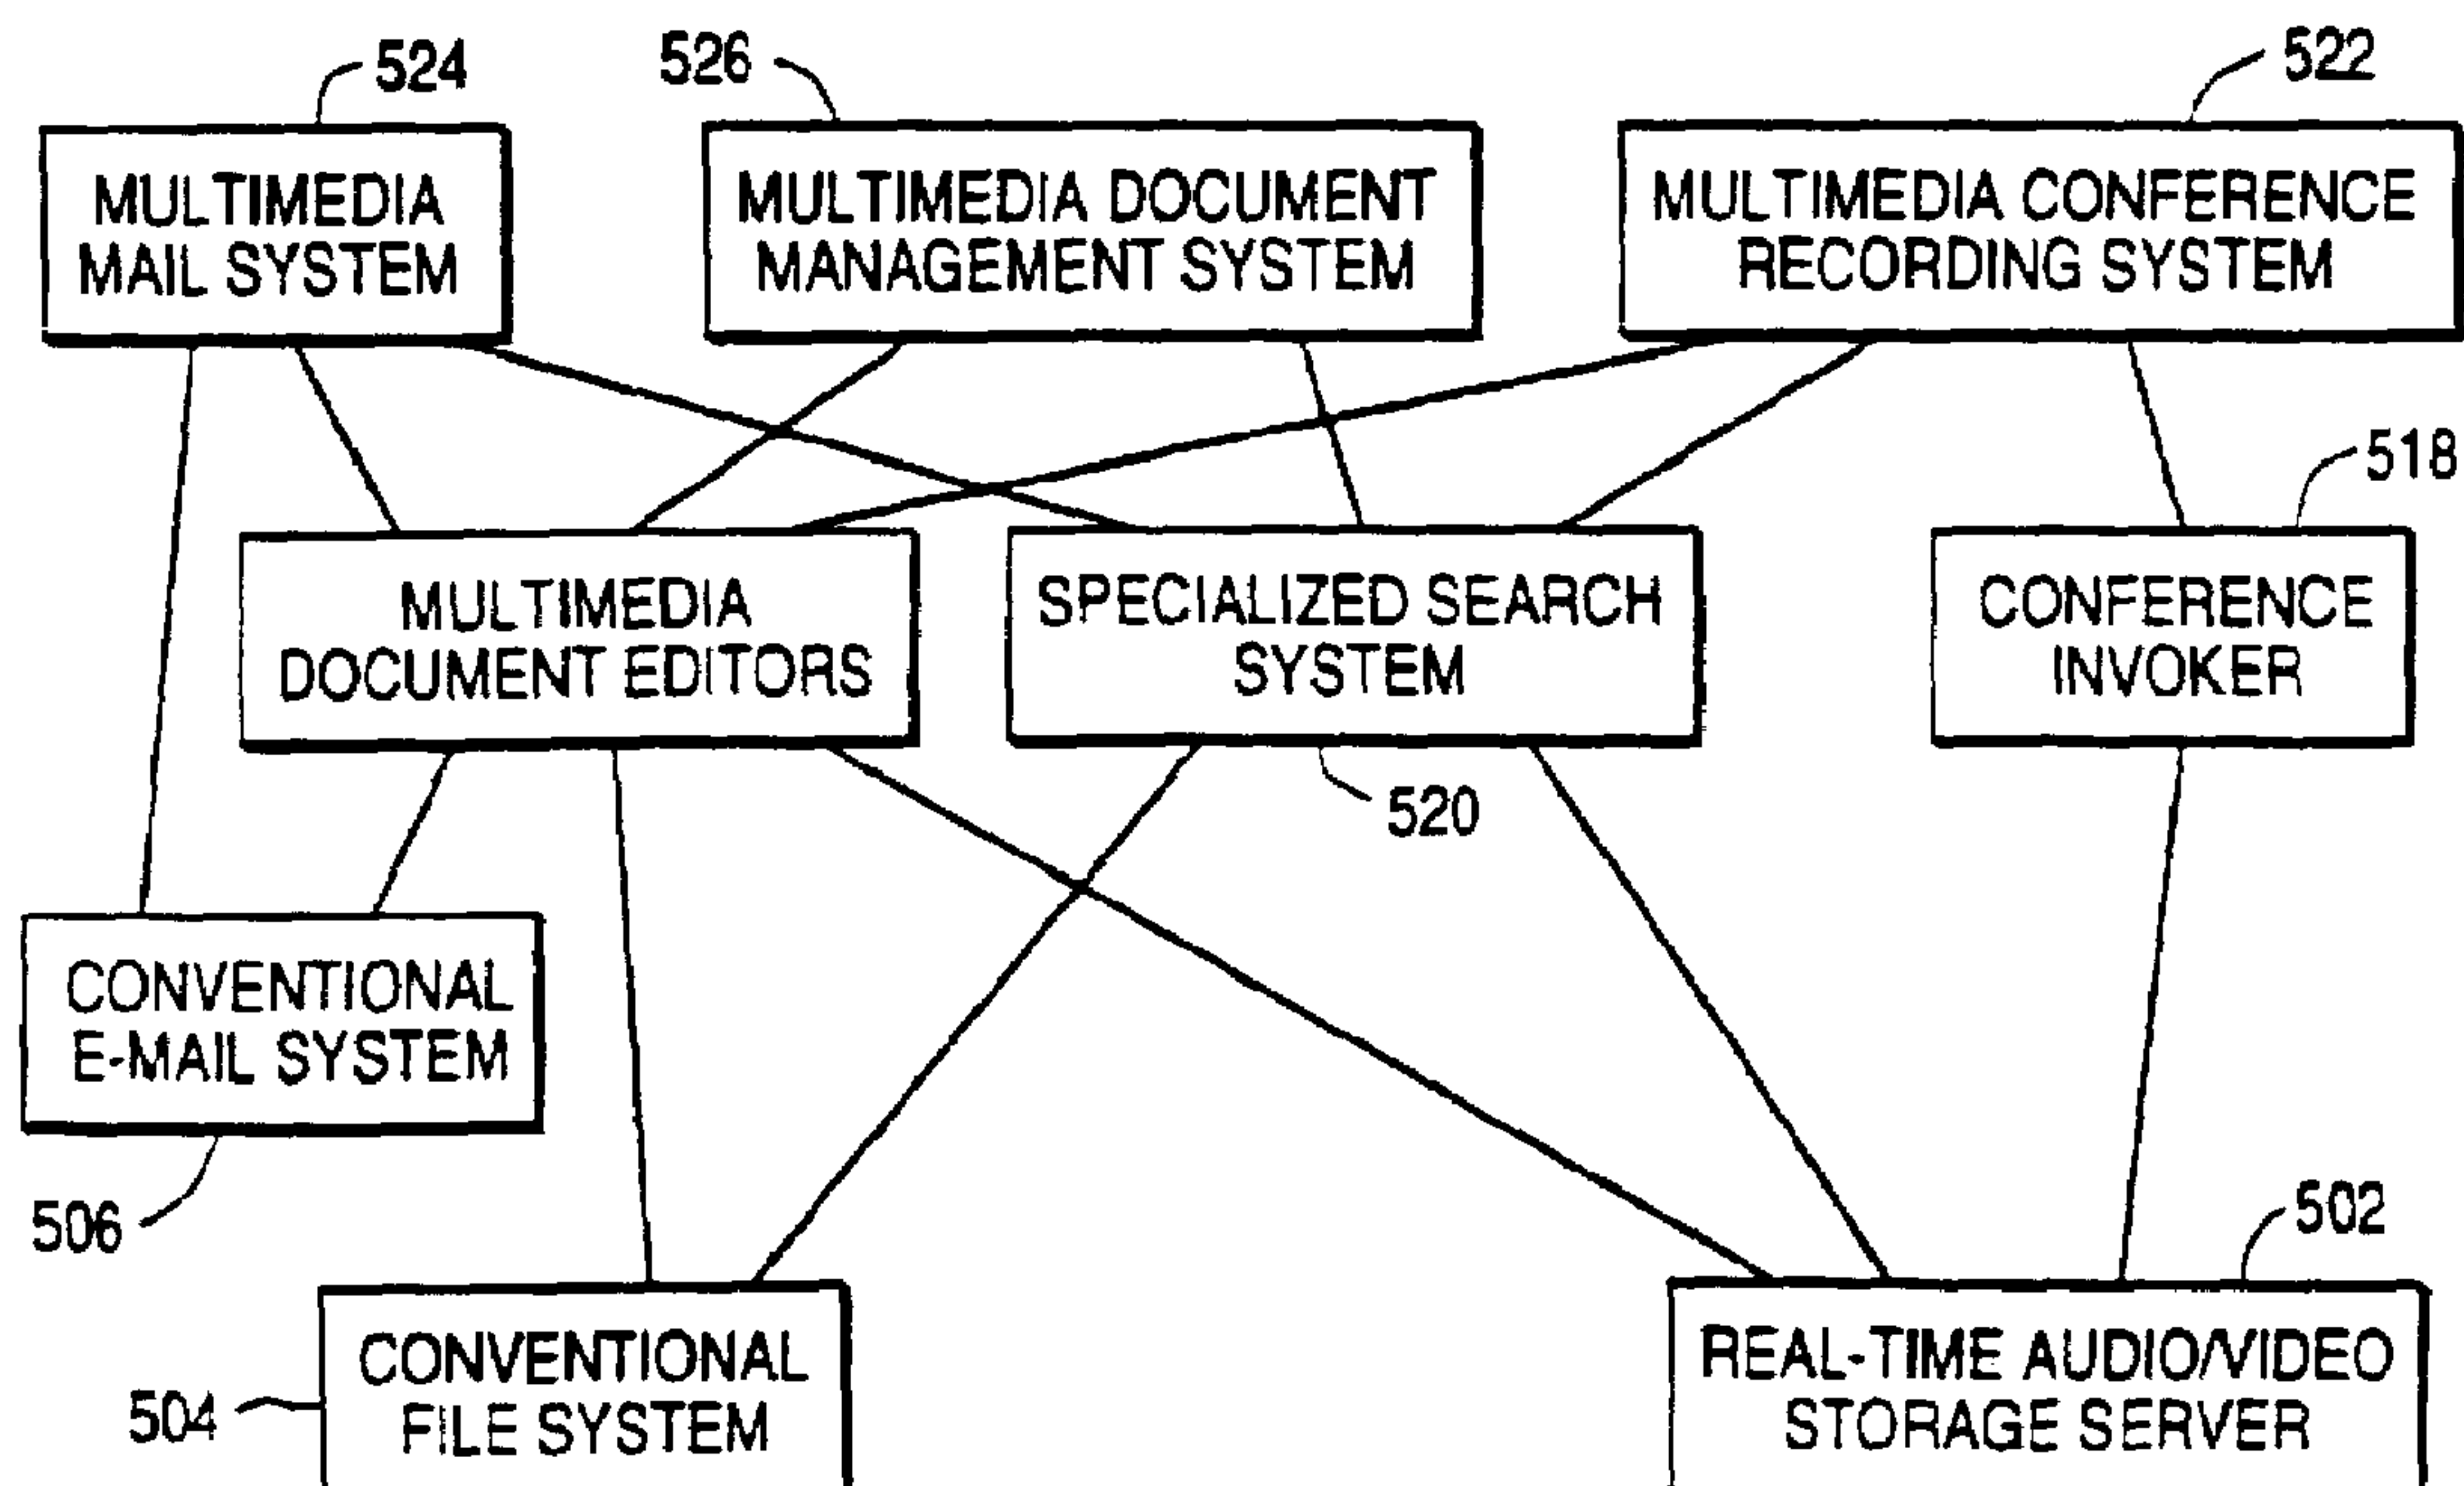 524
526
522
MULTIMEDIA
MAIL SYSTEM
MULTIMEDIA DOCUMENT
MANAGEMENT SYSTEM
MULTIMEDIA CONFERENCE
RECORDING SYSTEM
518
MULTIMEDIA
DOCUMENT EDITORS
SPECIALIZED SEARCH
SYSTEM
CONFERENCE
INVOKER
520
CONVENTIONAL
E-MAIL SYSTEM
506
502
CONVENTIONAL
FILE SYSTEM
504
REAL-TIME AUDIO/VIDEO
STORAGE SERVER